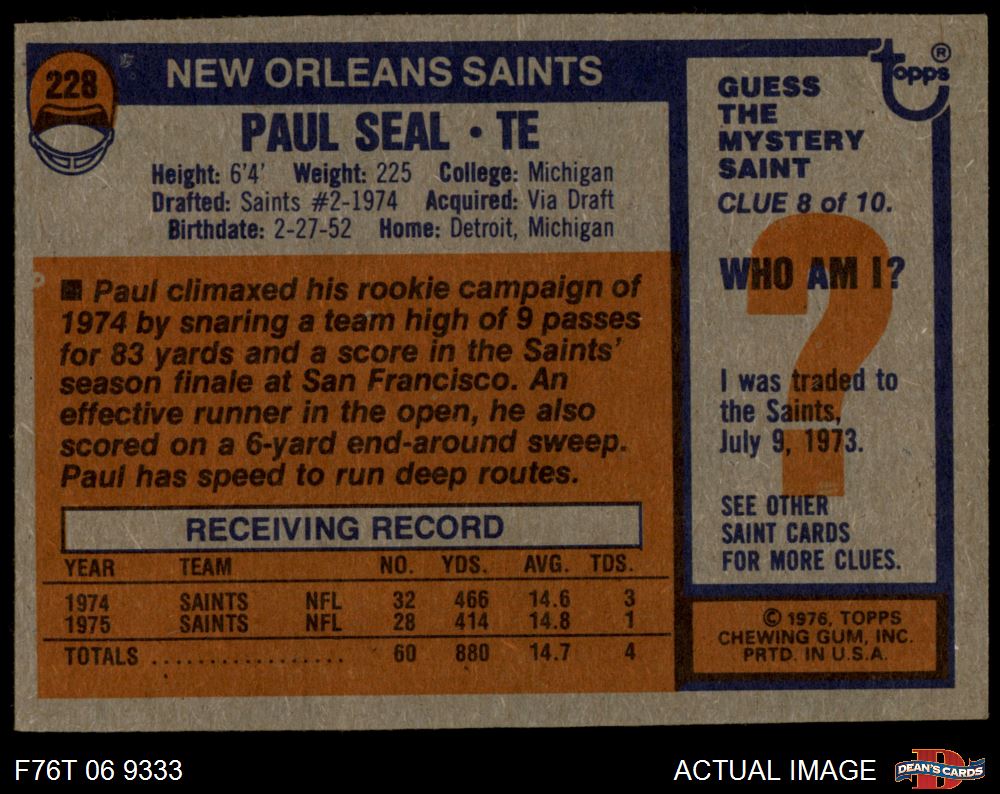 228
NEW ORLEANS SAINTS
PAUL SEAL • TE
Height: 6'4' Weight: 225 College: Michigan
Drafted: Saints #2-1974 Acquired: Via Draft
Birthdate: 2-27-52 Home: Detroit, Michigan
■ Paul climaxed his rookie campaign of
1974 by snaring a team high of 9 passes
for 83 yards and a score in the Saints'
season finale at San Francisco. An
effective runner in the open, he also
scored on a 6-yard end-around sweep.
Paul has speed to run deep routes.
RECEIVING RECORD
YEAR TEAM NO. YDS. AVG. TDS.
1974 SAINTS NFL 32 466 14.6 3
1975 SAINTS NFL 28 414 14.8 1
TOTALS .................. 60 880 14.7 4
topps ®
GUESS
THE
MYSTERY
SAINT
CLUE 8 of 10.
?
WHO AM I?
I was traded to
the Saints,
July 9, 1973.
SEE OTHER
SAINT CARDS
FOR MORE CLUES.
© 1976, TOPPS
CHEWING GUM, INC.
PRTD. IN U.S.A.
F76T 06 9333
ACTUAL IMAGE
DEAN'S CARDS